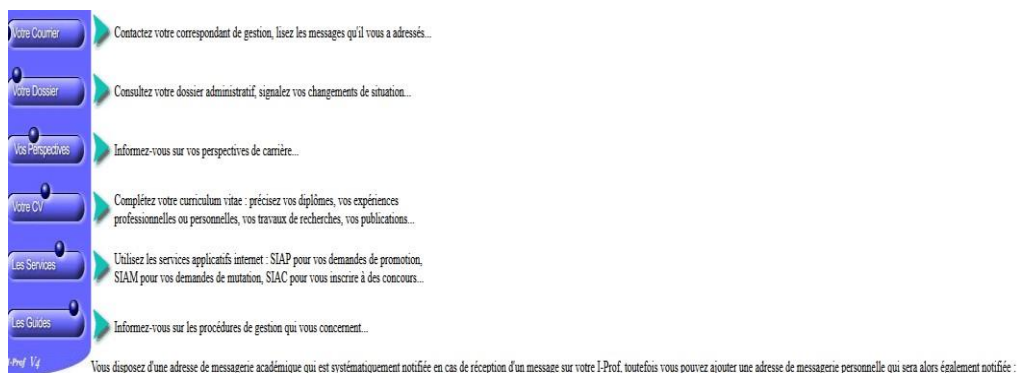 Votre Courrier
Contactez votre correspondant de gestion, lisez les messages qu'il vous a adressés...
Votre Dossier
Consultez votre dossier administratif, signalez vos changements de situation...
Vos Perspectives
Informez-vous sur vos perspectives de carrière...
Votre CV
Complétez votre curriculum vitae : précisez vos diplômes, vos expériences
professionnelles ou personnelles, vos travaux de recherches, vos publications...
Les Services
Utilisez les services applicatifs internet : SIAP pour vos demandes de promotion,
SIAM pour vos demandes de mutation, SIAC pour vous inscrire à des concours...
Les Guides
Informez-vous sur les procédures de gestion qui vous concernent...
I-Prof V4
Vous disposez d'une adresse de messagerie académique qui est systématiquement notifiée en cas de réception d'un message sur votre I-Prof, toutefois vous pouvez ajouter une adresse de messagerie personnelle qui sera alors également notifiée :